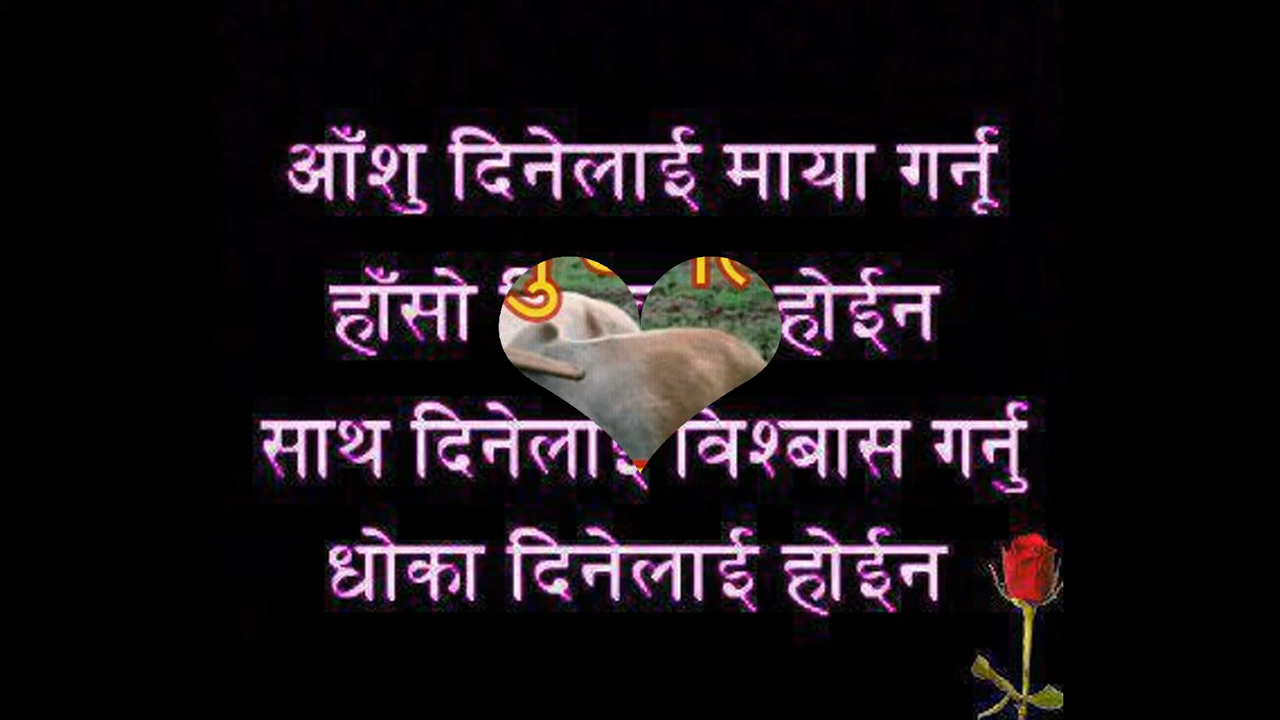 आँशु दिनेलाई माया गर्नू
हाँसो होईन
साथ दिनेलाई विश्बास गर्नु
धोका दिनेलाई होईन